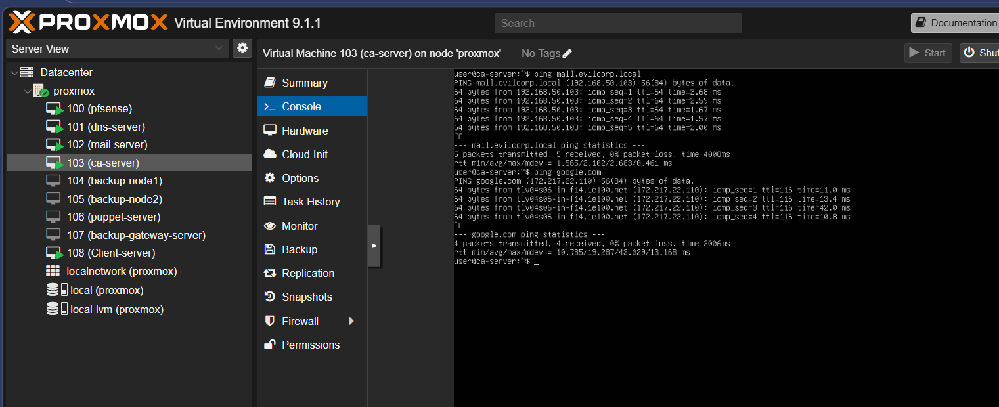 PROXMOX Virtual Environment 9.1.1
Search
Documentation
Server View
Virtual Machine 103 (ca-server) on node 'proxmox'
No Tags
Start
Shut
Datacenter
proxmox
100 (pfsense)
101 (dns-server)
102 (mail-server)
103 (ca-server)
104 (backup-node1)
105 (backup-node2)
106 (puppet-server)
107 (backup-gateway-server)
108 (Client-server)
localnetwork (proxmox)
local (proxmox)
local-lvm (proxmox)
Summary
>_ Console
Hardware
Cloud-Init
Options
Task History
Monitor
Backup
Replication
Snapshots
Firewall
Permissions
user@ca-server:~$ ping mail.evilcorp.local
PING mail.evilcorp.local (192.168.50.103) 56(84) bytes of data.
64 bytes from 192.168.50.103: icmp_seq=1 ttl=64 time=2.68 ms
64 bytes from 192.168.50.103: icmp_seq=2 ttl=64 time=2.59 ms
64 bytes from 192.168.50.103: icmp_seq=3 ttl=64 time=1.67 ms
64 bytes from 192.168.50.103: icmp_seq=4 ttl=64 time=1.57 ms
64 bytes from 192.168.50.103: icmp_seq=5 ttl=64 time=2.00 ms
^C
--- mail.evilcorp.local ping statistics ---
5 packets transmitted, 5 received, 0% packet loss, time 4008ms
rtt min/avg/max/mdev = 1.565/2.102/2.683/0.461 ms
user@ca-server:~$ ping google.com
PING google.com (172.217.22.110) 56(84) bytes of data.
64 bytes from tlv04s06-in-f14.1e100.net (172.217.22.110): icmp_seq=1 ttl=116 time=11.0 ms
64 bytes from tlv04s06-in-f14.1e100.net (172.217.22.110): icmp_seq=2 ttl=116 time=13.4 ms
64 bytes from tlv04s06-in-f14.1e100.net (172.217.22.110): icmp_seq=3 ttl=116 time=42.0 ms
64 bytes from tlv04s06-in-f14.1e100.net (172.217.22.110): icmp_seq=4 ttl=116 time=10.8 ms
^C
--- google.com ping statistics ---
4 packets transmitted, 4 received, 0% packet loss, time 3006ms
rtt min/avg/max/mdev = 10.785/19.287/42.029/13.168 ms
user@ca-server:~$ _